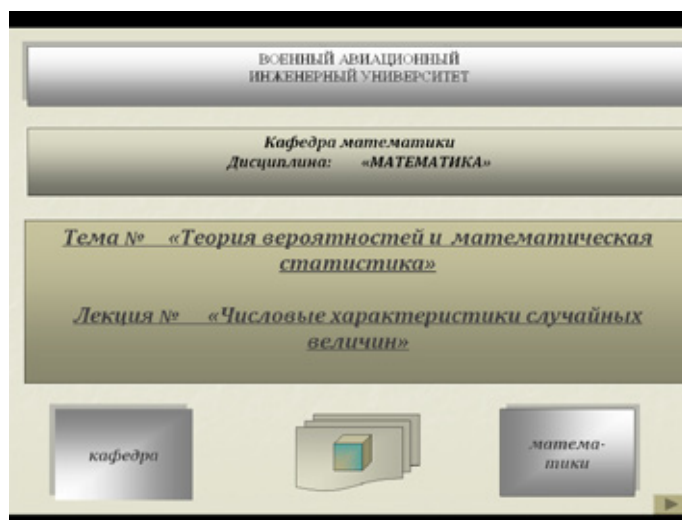 ВОЕННЫЙ АВИАЦИОННЫЙ
ИНЖЕНЕРНЫЙ УНИВЕРСИТЕТ
Кафедра математики
Дисциплина: «МАТЕМАТИКА»
Тема № «Теория вероятностей и математическая
статистика»
Лекция № «Числовые характеристики случайных
величин»
кафедра
матема-
тики